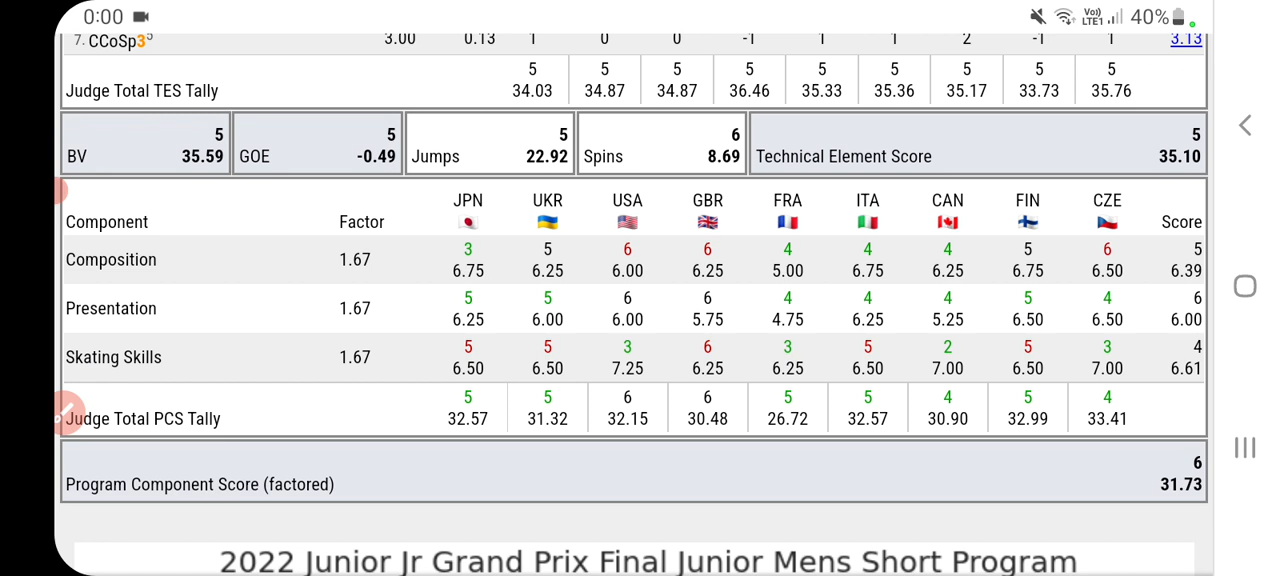 0:00 Vo)) LTE1 40%
7. CCoSp3⁵ 3.00 0.13 1 0 0 -1 1 1 2 -1 1 3.13
5 5 5 5 5 5 5 5 5
Judge Total TES Tally 34.03 34.87 34.87 36.46 35.33 35.36 35.17 33.73 35.76
5 5 5 6 5
BV 35.59 GOE -0.49 Jumps 22.92 Spins 8.69 Technical Element Score 35.10
JPN UKR USA GBR FRA ITA CAN FIN CZE
Component Factor Score
3 5 6 6 4 4 4 5 6 5
Composition 1.67 6.75 6.25 6.00 6.25 5.00 6.75 6.25 6.75 6.50 6.39
5 5 6 6 4 4 4 5 4 6
Presentation 1.67 6.25 6.00 6.00 5.75 4.75 6.25 5.25 6.50 6.50 6.00
5 5 3 6 3 5 2 5 3 4
Skating Skills 1.67 6.50 6.50 7.25 6.25 6.25 6.50 7.00 6.50 7.00 6.61
5 5 6 6 5 5 4 5 4
Judge Total PCS Tally 32.57 31.32 32.15 30.48 26.72 32.57 30.90 32.99 33.41
6
Program Component Score (factored) 31.73
2022 Junior Jr Grand Prix Final Junior Mens Short Program